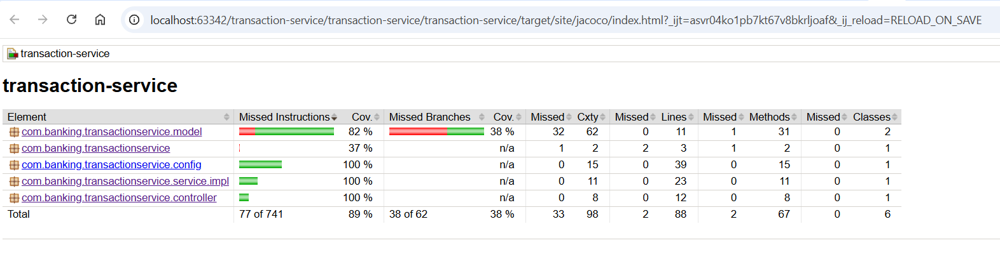 localhost:63342/transaction-service/transaction-service/transaction-service/target/site/jacoco/index.html?_ijt=asvr04ko1pb7kt67v8bkrljoaf&_ij_reload=RELOAD_ON_SAVE
transaction-service
transaction-service
Element Missed Instructions Cov. Missed Branches Cov. Missed Cxty Missed Lines Missed Methods Missed Classes
com.banking.transactionservice.model 82 % 38 % 32 62 0 11 1 31 0 2
com.banking.transactionservice 37 % n/a 1 2 2 3 1 2 0 1
com.banking.transactionservice.config 100 % n/a 0 15 0 39 0 15 0 1
com.banking.transactionservice.service.impl 100 % n/a 0 11 0 23 0 11 0 1
com.banking.transactionservice.controller 100 % n/a 0 8 0 12 0 8 0 1
Total 77 of 741 89 % 38 of 62 38 % 33 98 2 88 2 67 0 6